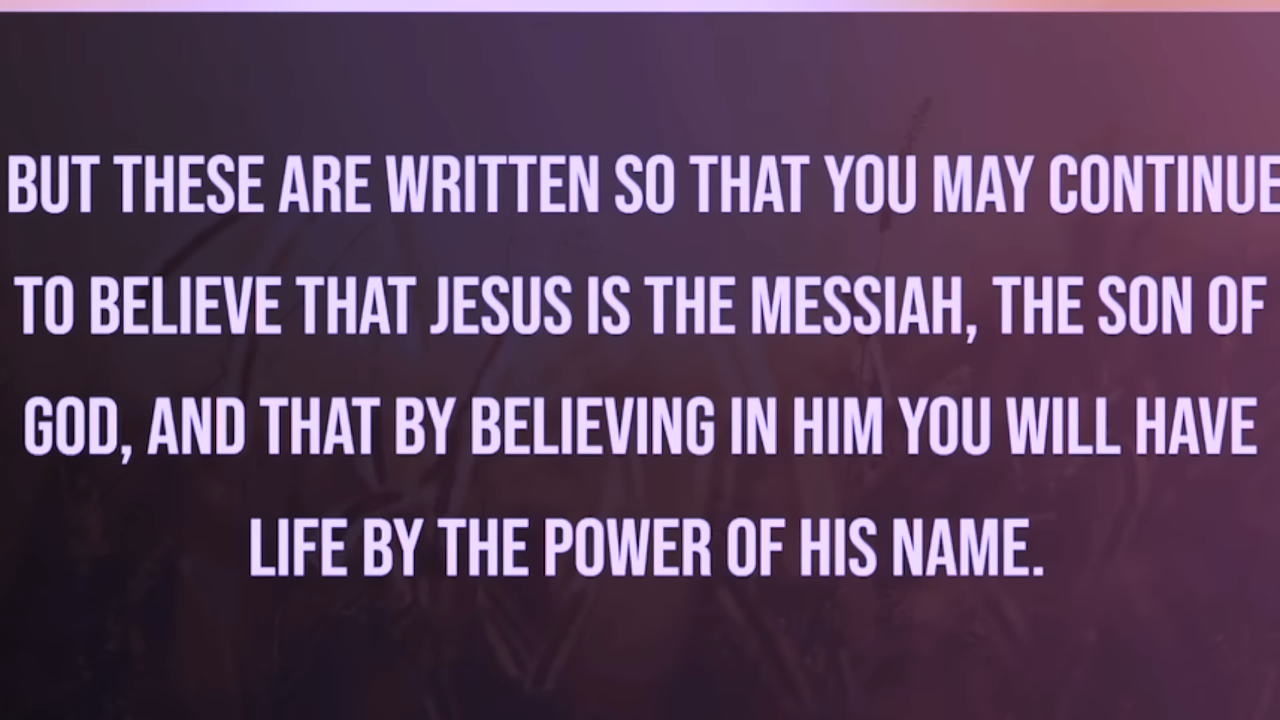 BUT THESE ARE WRITTEN SO THAT YOU MAY CONTINUE
TO BELIEVE THAT JESUS IS THE MESSIAH, THE SON OF
GOD, AND THAT BY BELIEVING IN HIM YOU WILL HAVE
LIFE BY THE POWER OF HIS NAME.